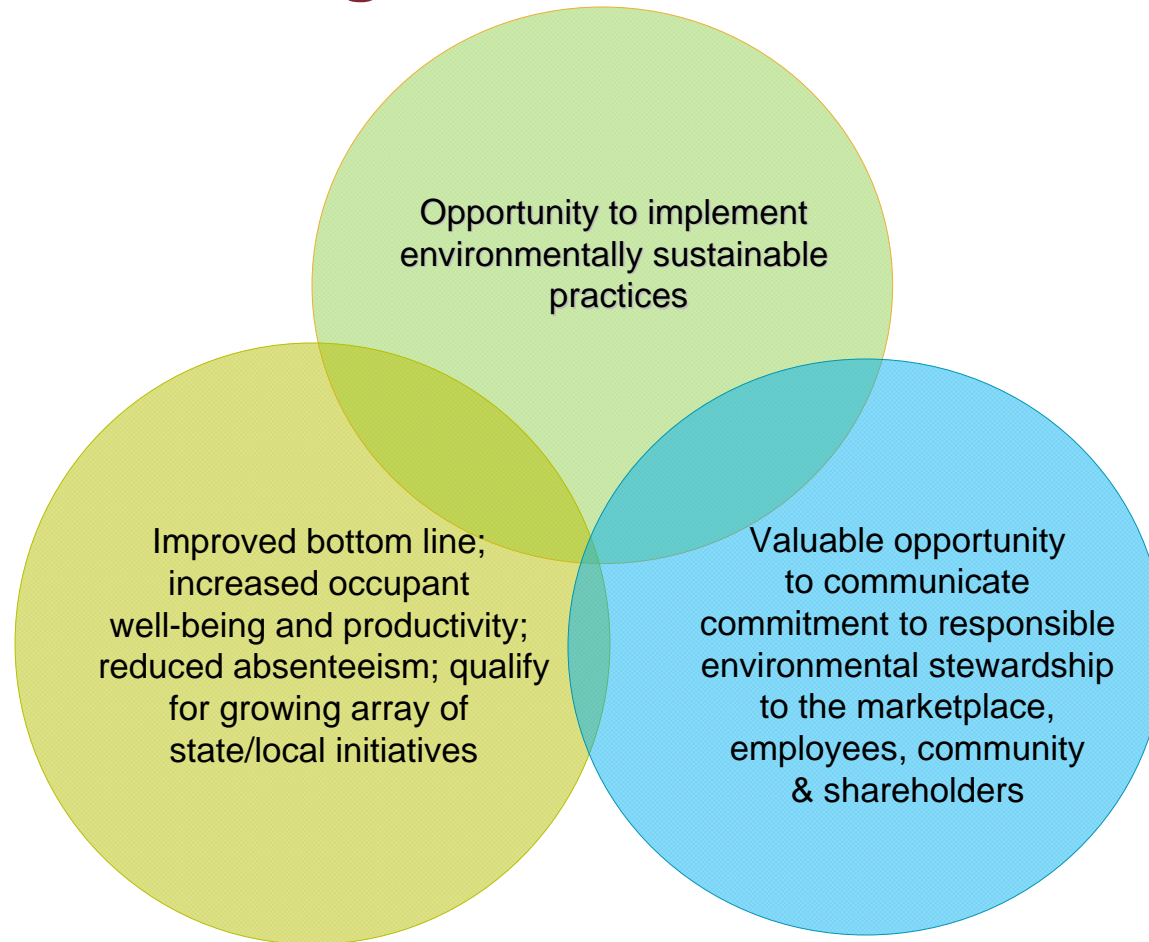 Opportunity to implement
environmentally sustainable
practices
Improved bottom line;
increased occupant
well-being and productivity;
reduced absenteeism; qualify
for growing array of
state/local initiatives
Valuable opportunity
to communicate
commitment to responsible
environmental stewardship
to the marketplace,
employees, community
& shareholders